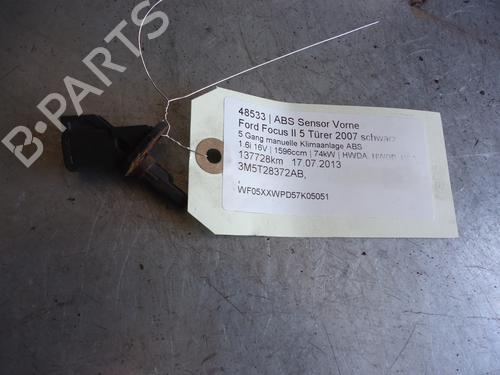 B-PARTS
48533 | ABS Sensor Vorne
Ford Focus II 5 Türer 2007 schwarz
5 Gang manuelle Klimaanlage ABS
1.6i 16V | 1596ccm | 74kW | HWDA,
137728km 17.07.2013
3M5T28372AB,
,
WF05XXWPD57K05051